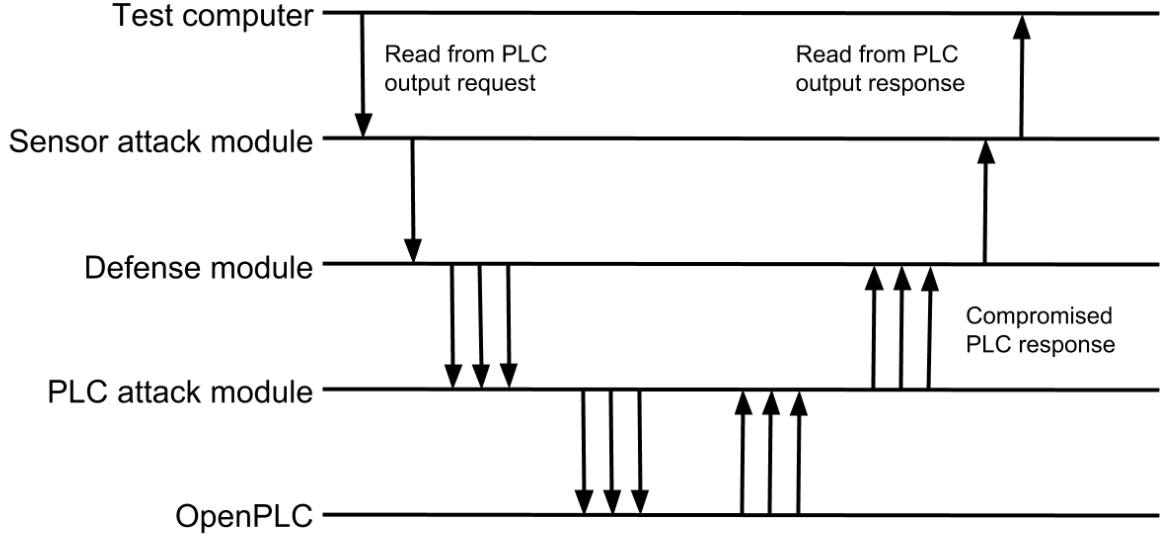 Test computer
Read from PLC
output request
Read from PLC
output response
Sensor attack module
Defense module
Compromised
PLC response
PLC attack module
OpenPLC